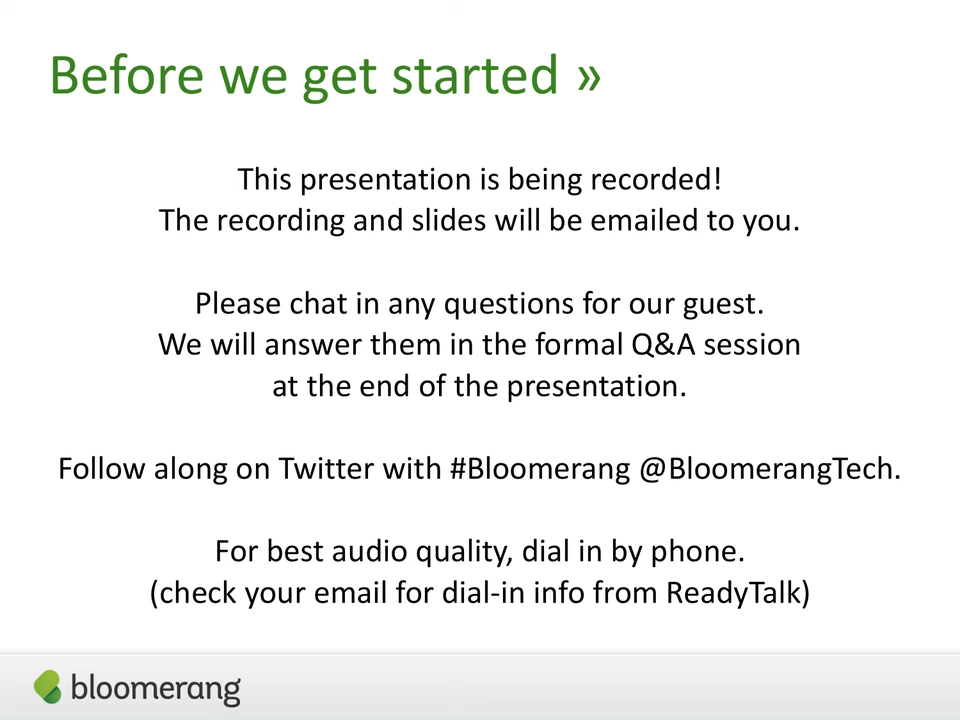 Before we get started »
This presentation is being recorded!
The recording and slides will be emailed to you.
Please chat in any questions for our guest.
We will answer them in the formal Q&A session
at the end of the presentation.
Follow along on Twitter with #Bloomerang @BloomerangTech.
For best audio quality, dial in by phone.
(check your email for dial-in info from ReadyTalk)
bloomerang